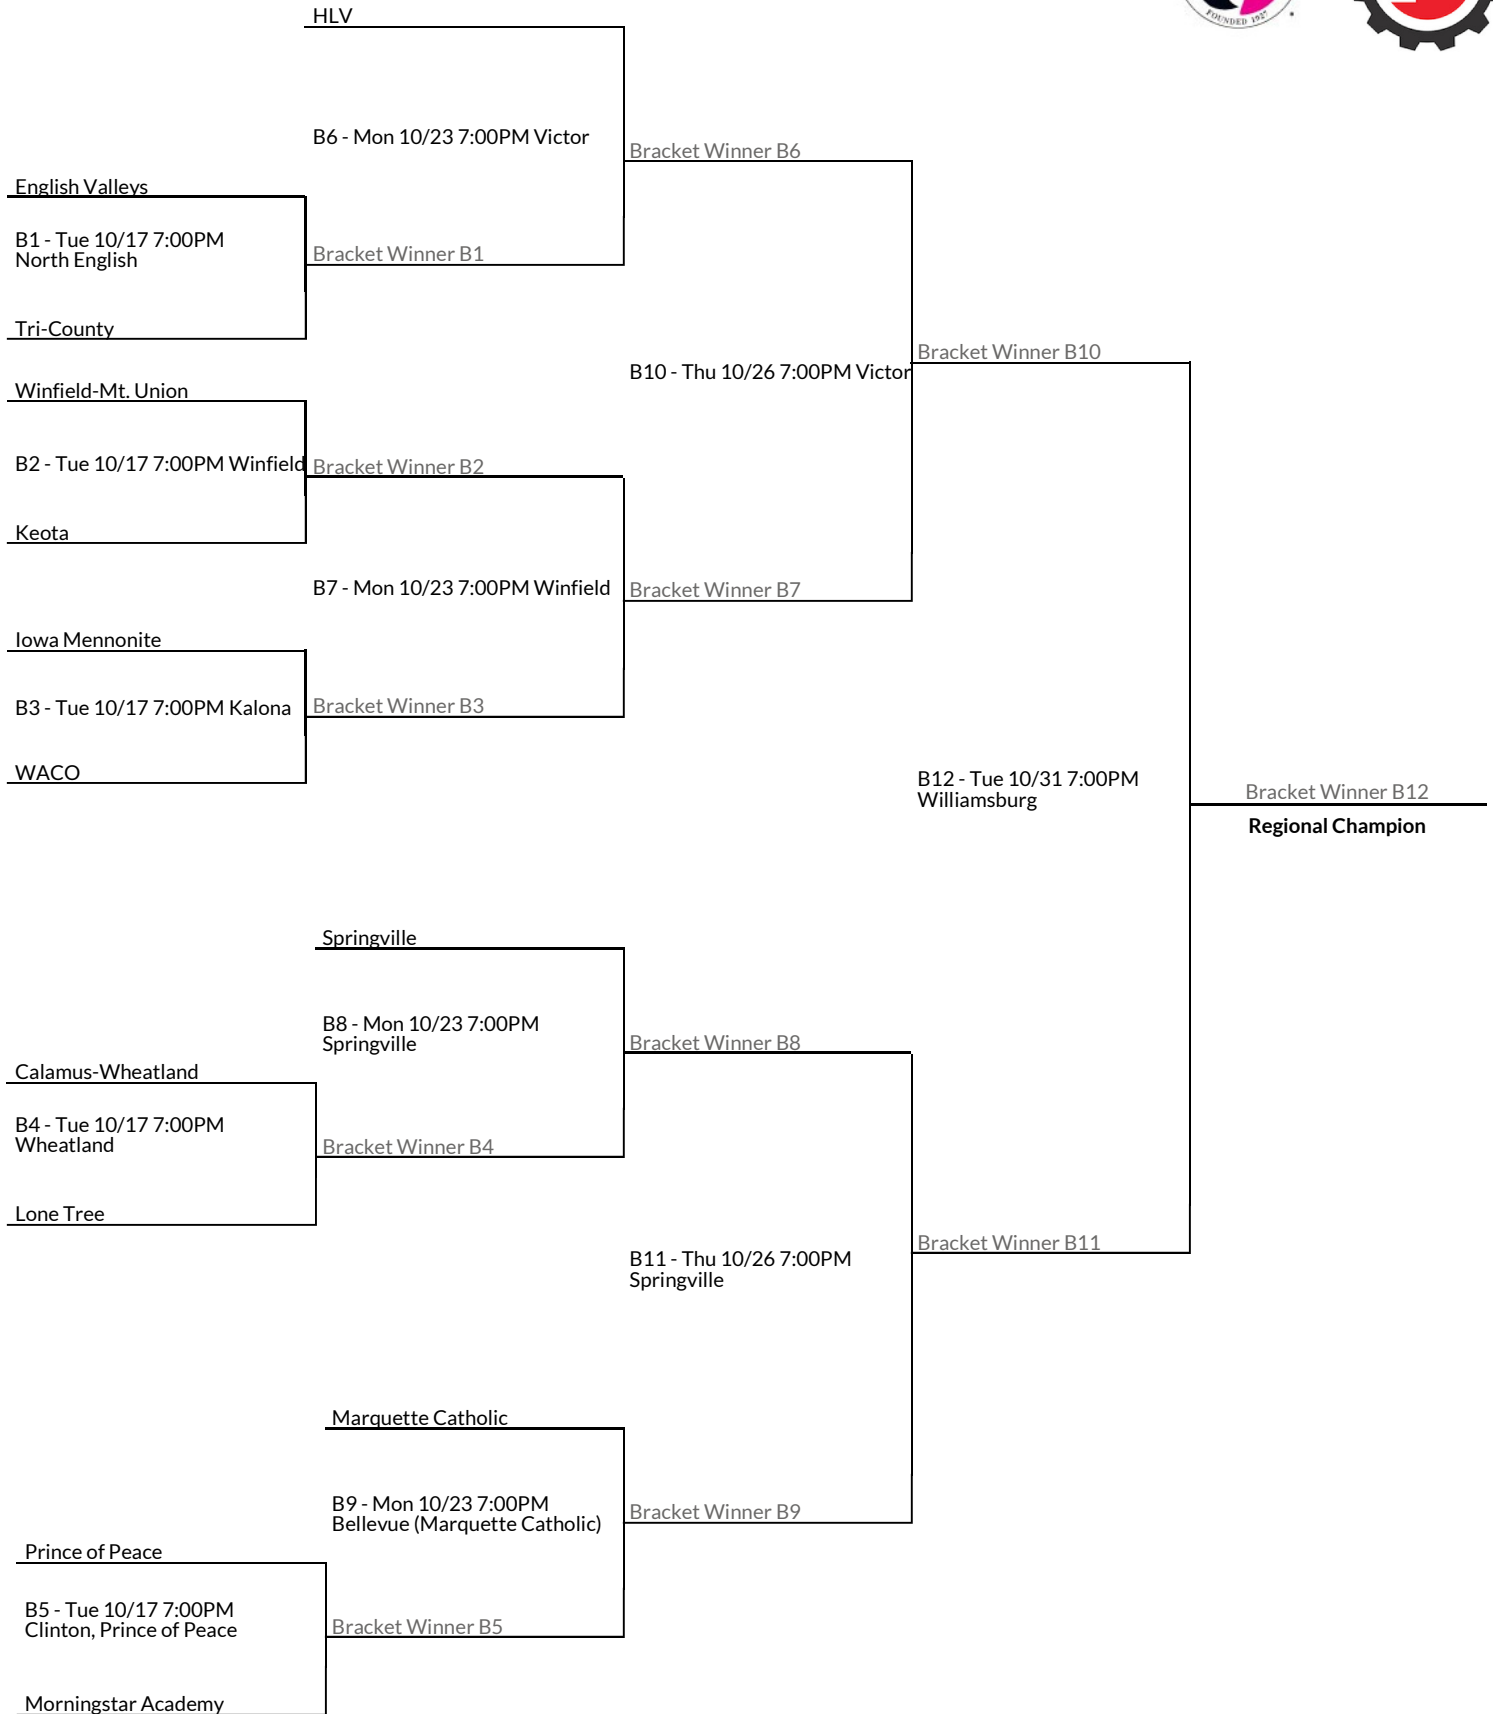 HLV
FOUNDED 1927
B6 - Mon 10/23 7:00PM Victor
Bracket Winner B6
English Valleys
B1 - Tue 10/17 7:00PM
North English
Bracket Winner B1
Tri-County
Bracket Winner B10
B10 - Thu 10/26 7:00PM Victor
Winfield-Mt. Union
B2 - Tue 10/17 7:00PM Winfield
Bracket Winner B2
Keota
B7 - Mon 10/23 7:00PM Winfield
Bracket Winner B7
Iowa Mennonite
B3 - Tue 10/17 7:00PM Kalona
Bracket Winner B3
WACO
B12 - Tue 10/31 7:00PM
Williamsburg
Bracket Winner B12
Regional Champion
Springville
B8 - Mon 10/23 7:00PM
Springville
Bracket Winner B8
Calamus-Wheatland
B4 - Tue 10/17 7:00PM
Wheatland
Bracket Winner B4
Lone Tree
Bracket Winner B11
B11 - Thu 10/26 7:00PM
Springville
Marquette Catholic
B9 - Mon 10/23 7:00PM
Bellevue (Marquette Catholic)
Bracket Winner B9
Prince of Peace
B5 - Tue 10/17 7:00PM
Clinton, Prince of Peace
Bracket Winner B5
Morningstar Academy